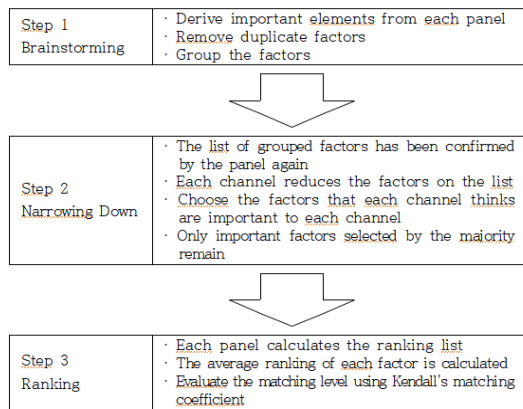 Step 1
Brainstorming
· Derive important elements from each panel
· Remove duplicate factors
· Group the factors
Step 2
Narrowing Down
· The list of grouped factors has been confirmed
by the panel again
· Each channel reduces the factors on the list
· Choose the factors that each channel thinks
are important to each channel
· Only important factors selected by the majority
remain
Step 3
Ranking
· Each panel calculates the ranking list
· The average ranking of each factor is calculated
· Evaluate the matching level using Kendall's matching
coefficient